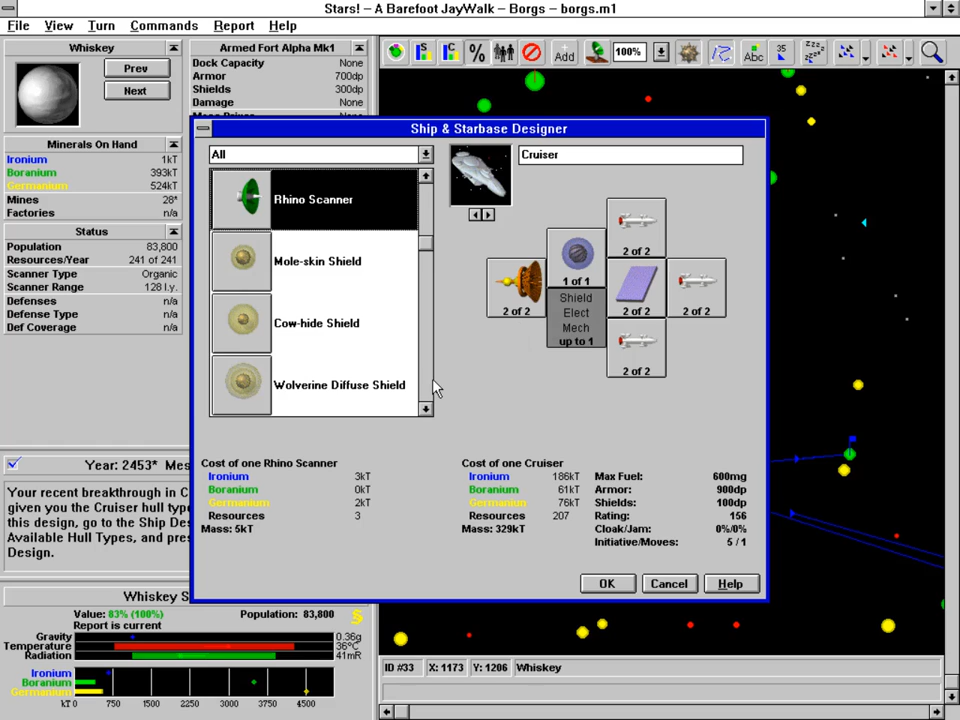 Stars! – A Barefoot JayWalk – Borgs – borgs.m1
File View Turn Commands Report Help
Whiskey
Prev
Next
Minerals On Hand
Ironium 1kT
Boranium 393kT
Germanium 524kT
Mines 28*
Factories n/a
Status
Population 83,800
Resources/Year 241 of 241
Scanner Type Organic
Scanner Range 128 l.y.
Defenses n/a
Defense Type n/a
Def Coverage n/a
Armed Fort Alpha Mk1
Dock Capacity None
Armor 700dp
Shields 300dp
Damage None
S C % Add 100% Abc 35 zzz
Ship & Starbase Designer
All
Rhino Scanner
Mole-skin Shield
Cow-hide Shield
Wolverine Diffuse Shield
Cruiser
2 of 2
1 of 1
2 of 2
2 of 2
2 of 2
Shield
Elect
Mech
up to 1
2 of 2
Cost of one Rhino Scanner
Ironium 3kT
Boranium 0kT
Germanium 2kT
Resources 3
Mass: 5kT
Cost of one Cruiser
Ironium 186kT
Boranium 61kT
Germanium 76kT
Resources 207
Mass: 329kT
Max Fuel: 600mg
Armor: 900dp
Shields: 100dp
Rating: 156
Cloak/Jam: 0%/0%
Initiative/Moves: 5 / 1
OK Cancel Help
Year: 2453* Mes
Your recent breakthrough in C
given you the Cruiser hull type
this design, go to the Ship De
Available Hull Types, and pres
Design.
Whiskey S
Value: 83% (100%) Population: 83,800
Report is current
Gravity 0.36g
Temperature 36°C
Radiation 41mR
Ironium
Boranium
Germanium
kT 0 750 1500 2250 3000 3750 4500
ID #33 X: 1173 Y: 1206 Whiskey